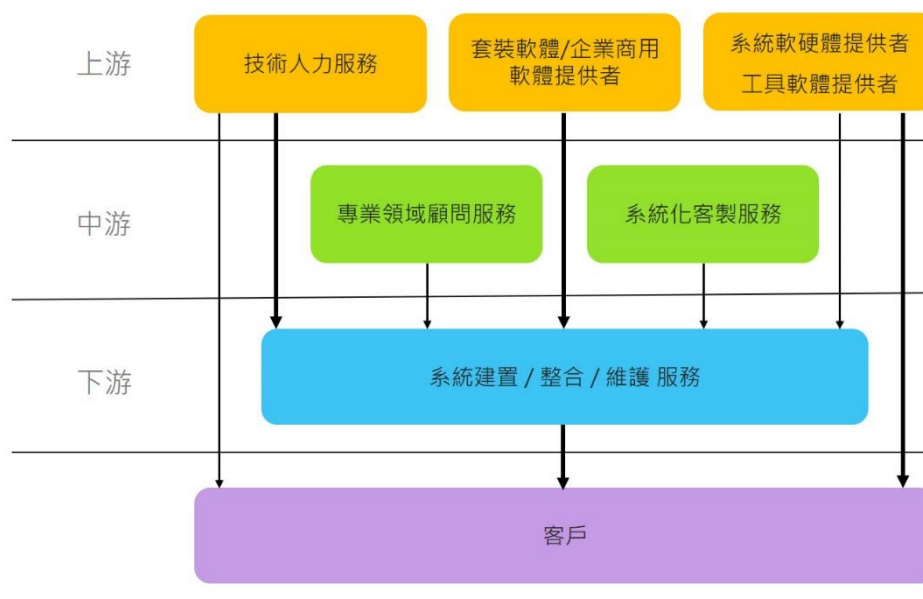 上游
技術人力服務
套裝軟體/企業商用
軟體提供者
系統軟硬體提供者
工具軟體提供者
中游
專業領域顧問服務
系統化客製服務
下游
系統建置 / 整合 / 維護 服務
客戶